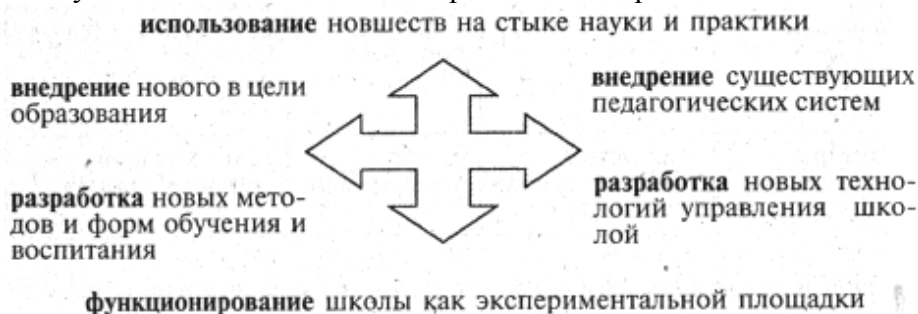 использование новшеств на стыке науки и практики
внедрение нового в цели
образования
внедрение существующих
педагогических систем
разработка новых мето-
дов и форм обучения и
воспитания
разработка новых техно-
логий управления шко-
лой
функционирование школы как экспериментальной площадки